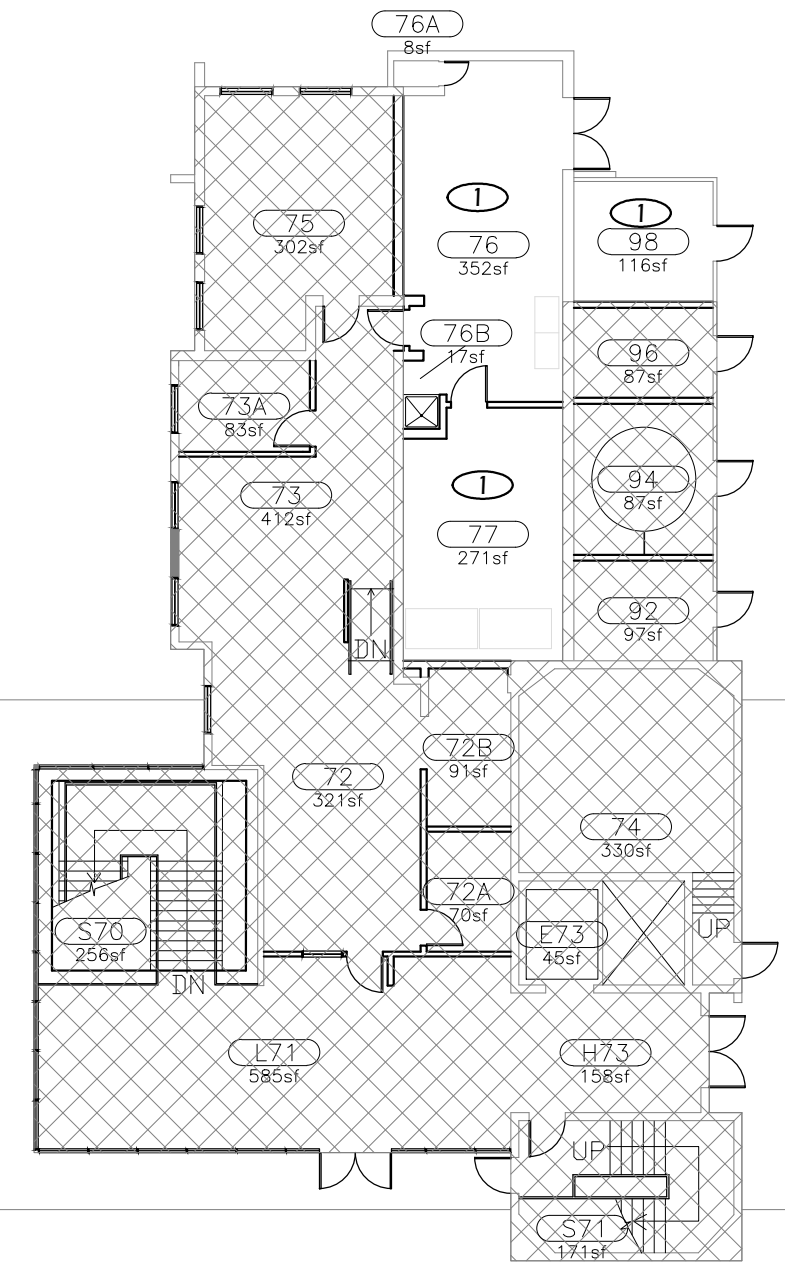 76A
8sf
1
75
302sf
76
352sf
1
98
116sf
76B
17sf
96
87sf
73A
83sf
73
412sf
1
94
87sf
77
271sf
92
97sf
DN
72B
91sf
72
321sf
74
330sf
72A
70sf
UP
S70
256sf
E73
45sf
DN
L71
585sf
H73
158sf
UP
S71
171sf